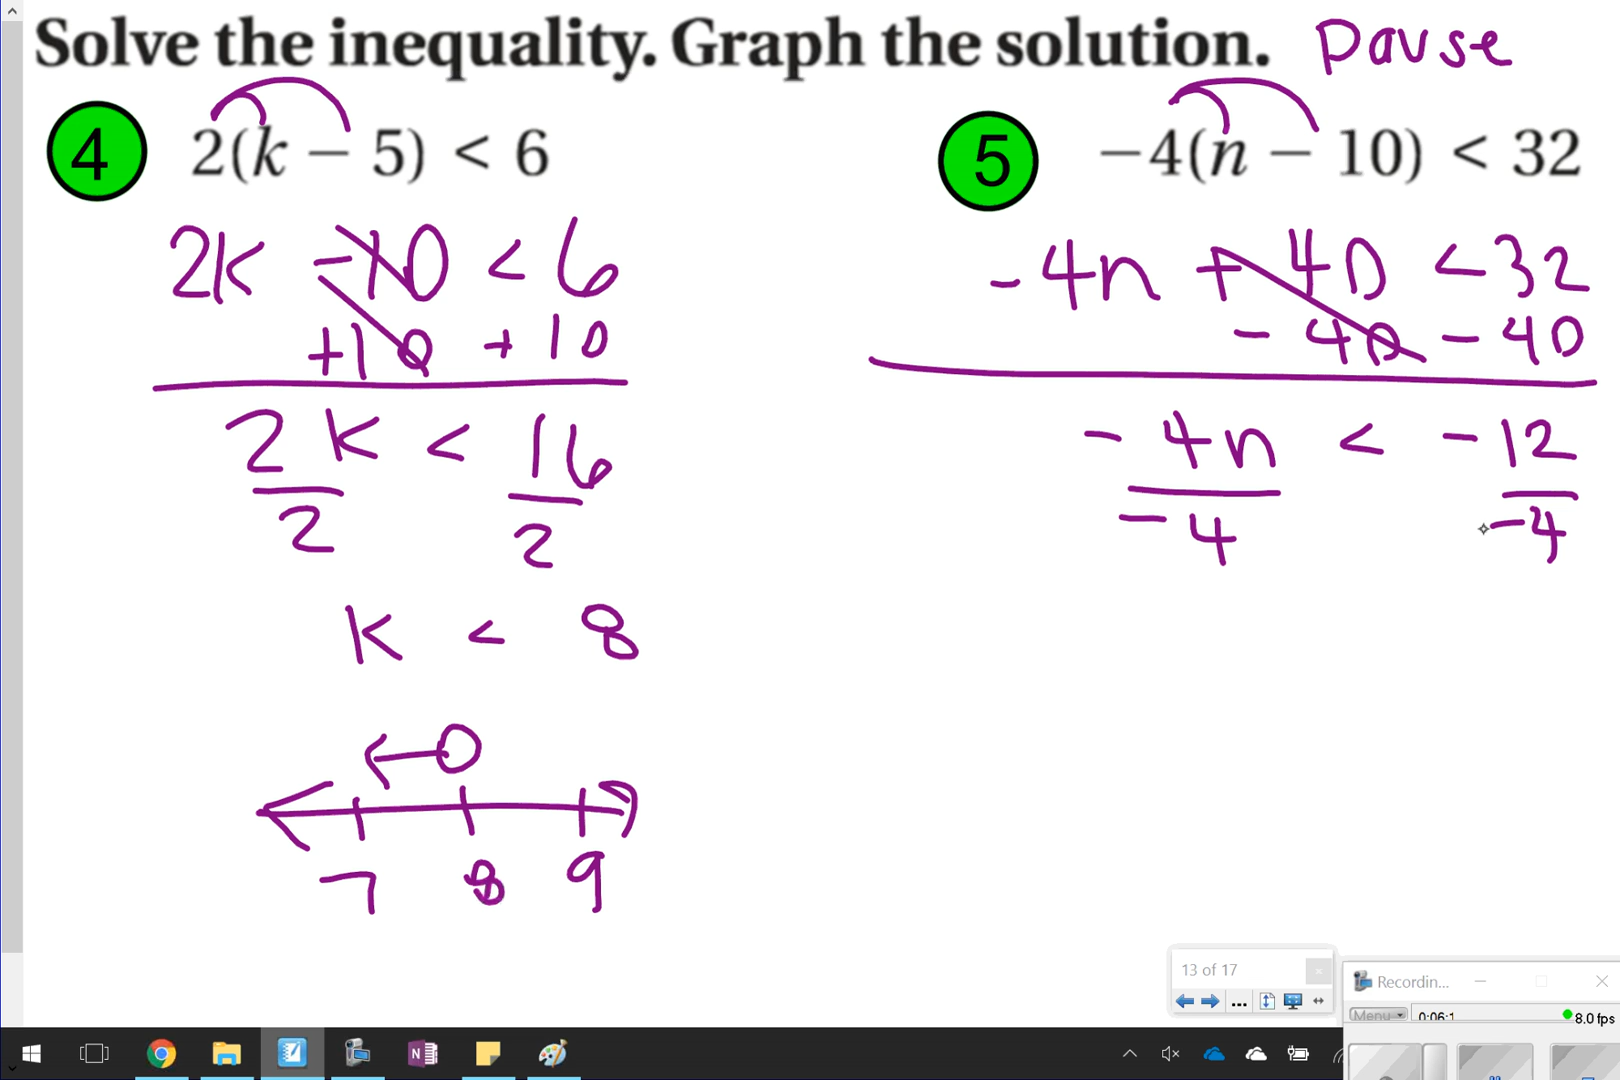 Solve the inequality. Graph the solution. Pause
4 2(k − 5) < 6
2k − 10 < 6
+10 + 10
2k < 16
2 2
k < 8
7 8 9
5 −4(n − 10) < 32
-4n + 40 < 32
- 40 - 40
- 4n < - 12
- 4 -4
13 of 17
...
Recordin...
Menu 0:06:1 8.0 fps